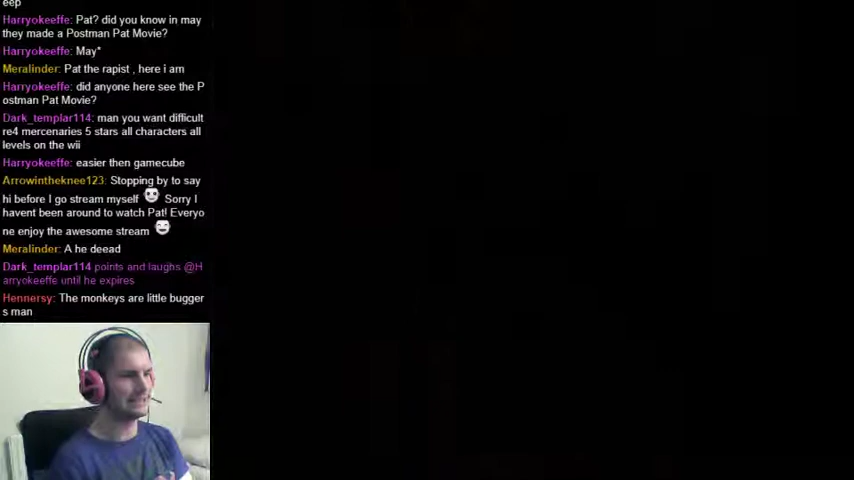 eep
Harryokeeffe: Pat? did you know in may
they made a Postman Pat Movie?
Harryokeeffe: May*
Meralinder: Pat the rapist , here i am
Harryokeeffe: did anyone here see the P
ostman Pat Movie?
Dark_templar114: man you want difficult
re4 mercenaries 5 stars all characters all
levels on the wii
Harryokeeffe: easier then gamecube
Arrowintheknee123: Stopping by to say
hi before I go stream myself Sorry I
havent been around to watch Pat! Everyo
ne enjoy the awesome stream
Meralinder: A he deead
Dark_templar114 points and laughs @H
arryokeeffe until he expires
Hennersy: The monkeys are little bugger
s man